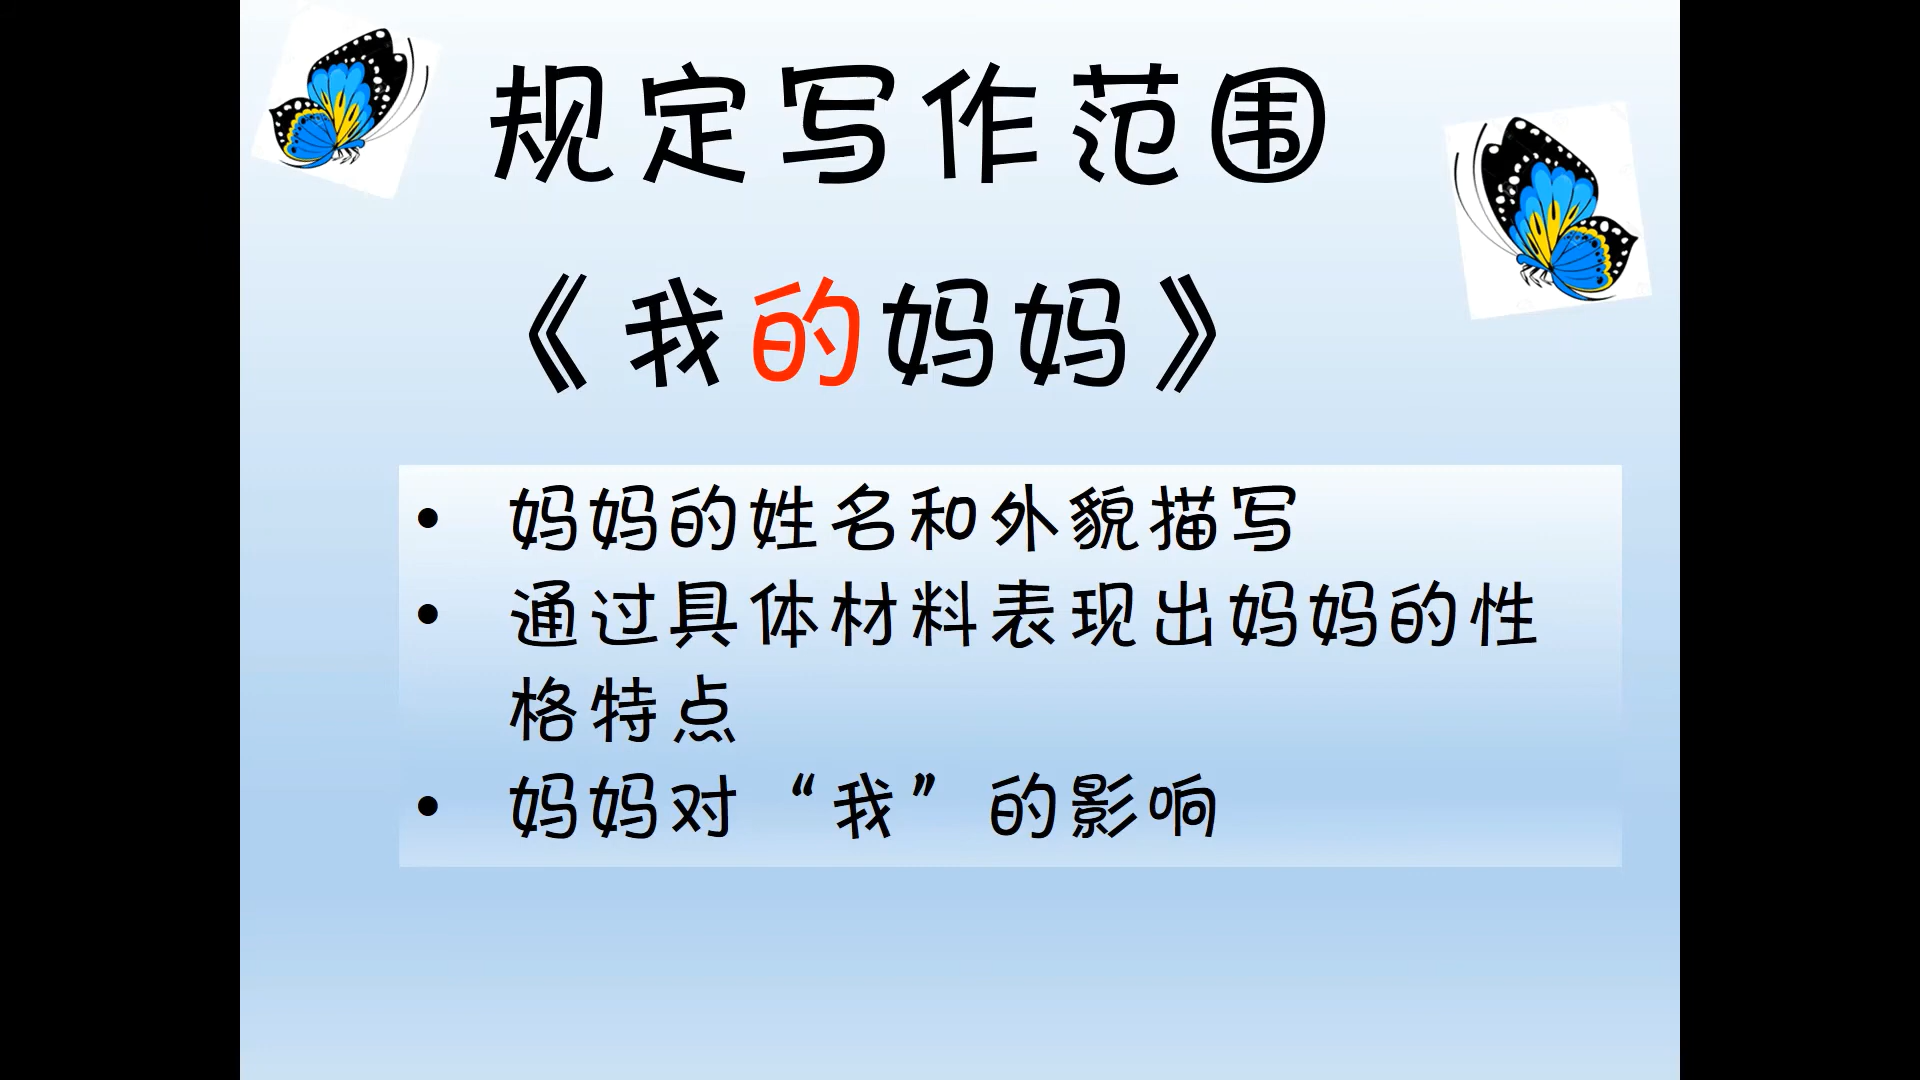 规定写作范围
《我的妈妈》
• 妈妈的姓名和外貌描写
• 通过具体材料表现出妈妈的性
格特点
• 妈妈对“我”的影响